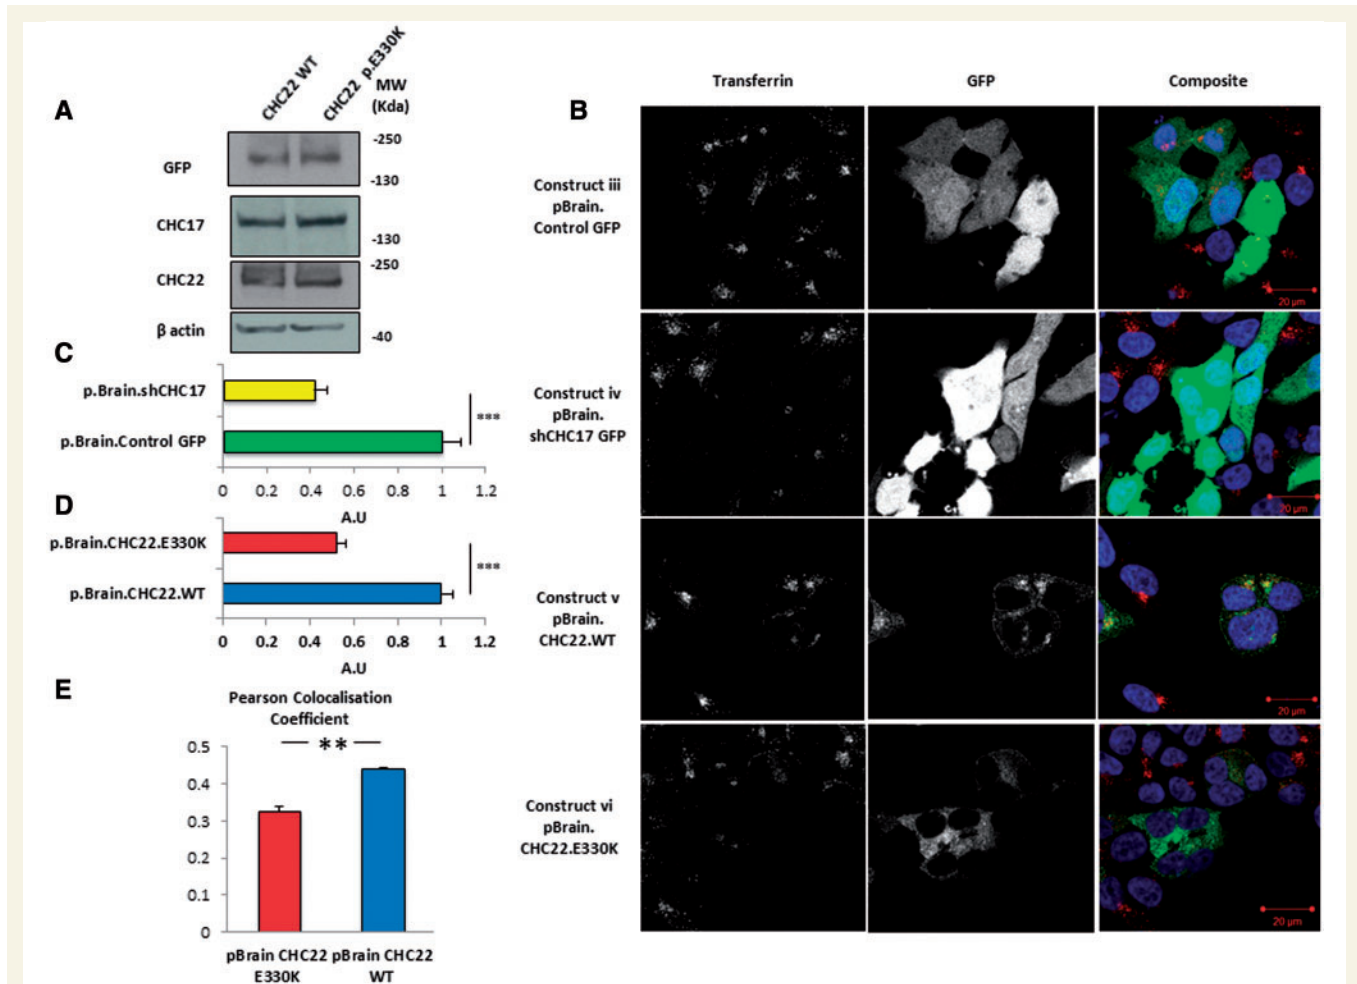 A
CHC22 WT
CHC22 p.E330K
MW
(Kda)
GFP
-250
-130
CHC17
-130
CHC22
-250
β actin
-40
C
p.Brain.shCHC17
p.Brain.Control GFP
***
0 0.2 0.4 0.6 0.8 1 1.2
A.U
D
p.Brain.CHC22.E330K
p.Brain.CHC22.WT
***
0 0.2 0.4 0.6 0.8 1 1.2
A.U
E
Pearson Colocalisation
Coefficient
**
0.5
0.4
0.3
0.2
0.1
0
pBrain CHC22
E330K
pBrain CHC22
WT
B
Transferrin GFP Composite
Construct iii
pBrain.
Control GFP
20 µm
Construct iv
pBrain.
shCHC17 GFP
20 µm
Construct v
pBrain.
CHC22.WT
20 µm
Construct vi
pBrain.
CHC22.E330K
20 µm